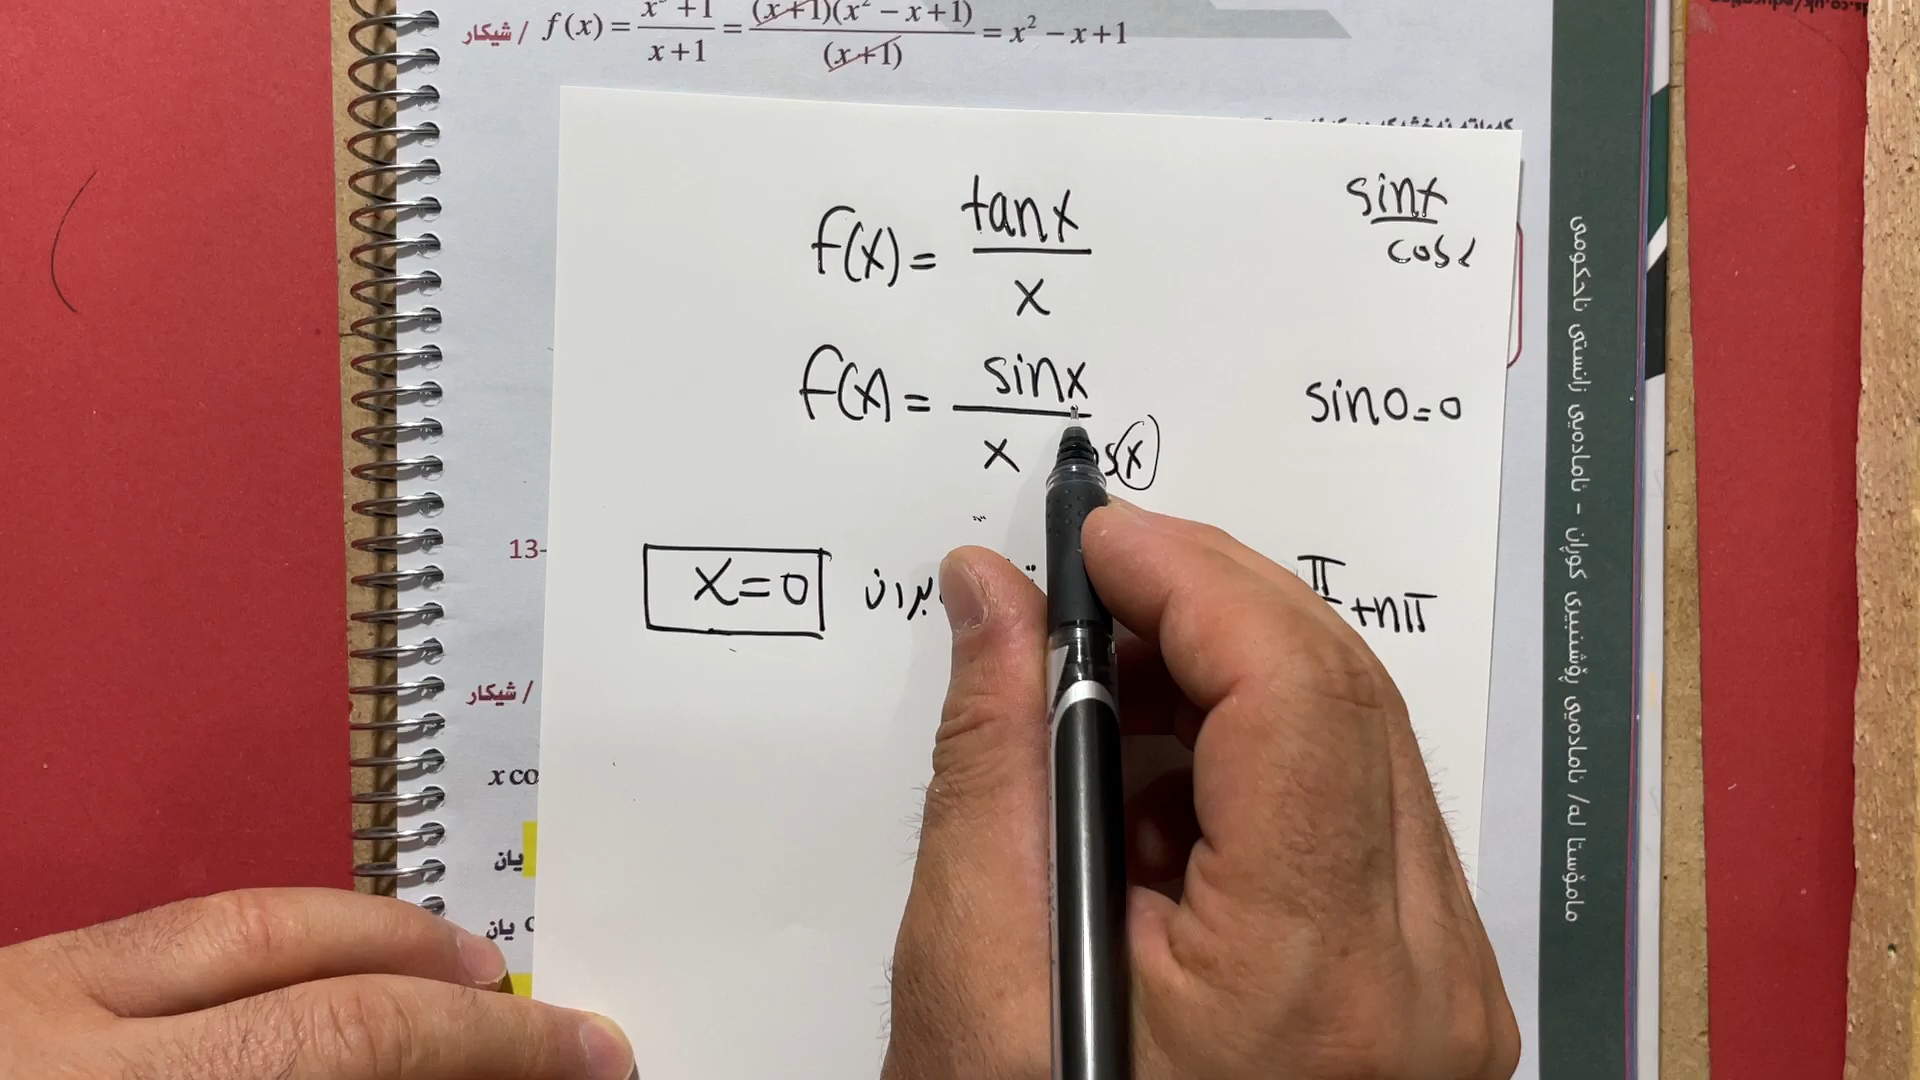 شیکار / f(x) = x³+1 / x+1 = (x+1)(x² − x+1) / (x+1) = x² − x+1
f(x) = tanx / x
sinx / cosx
f(x) = sinx / x cos(x)
sin0=0
13-
x=0
π +nπ
شیکار /
x co
یان
یان
مامۆستا لە/ ئامادەیی ڕۆشنبیری کوڕان - ئامادەیی زانستی ناحکومی